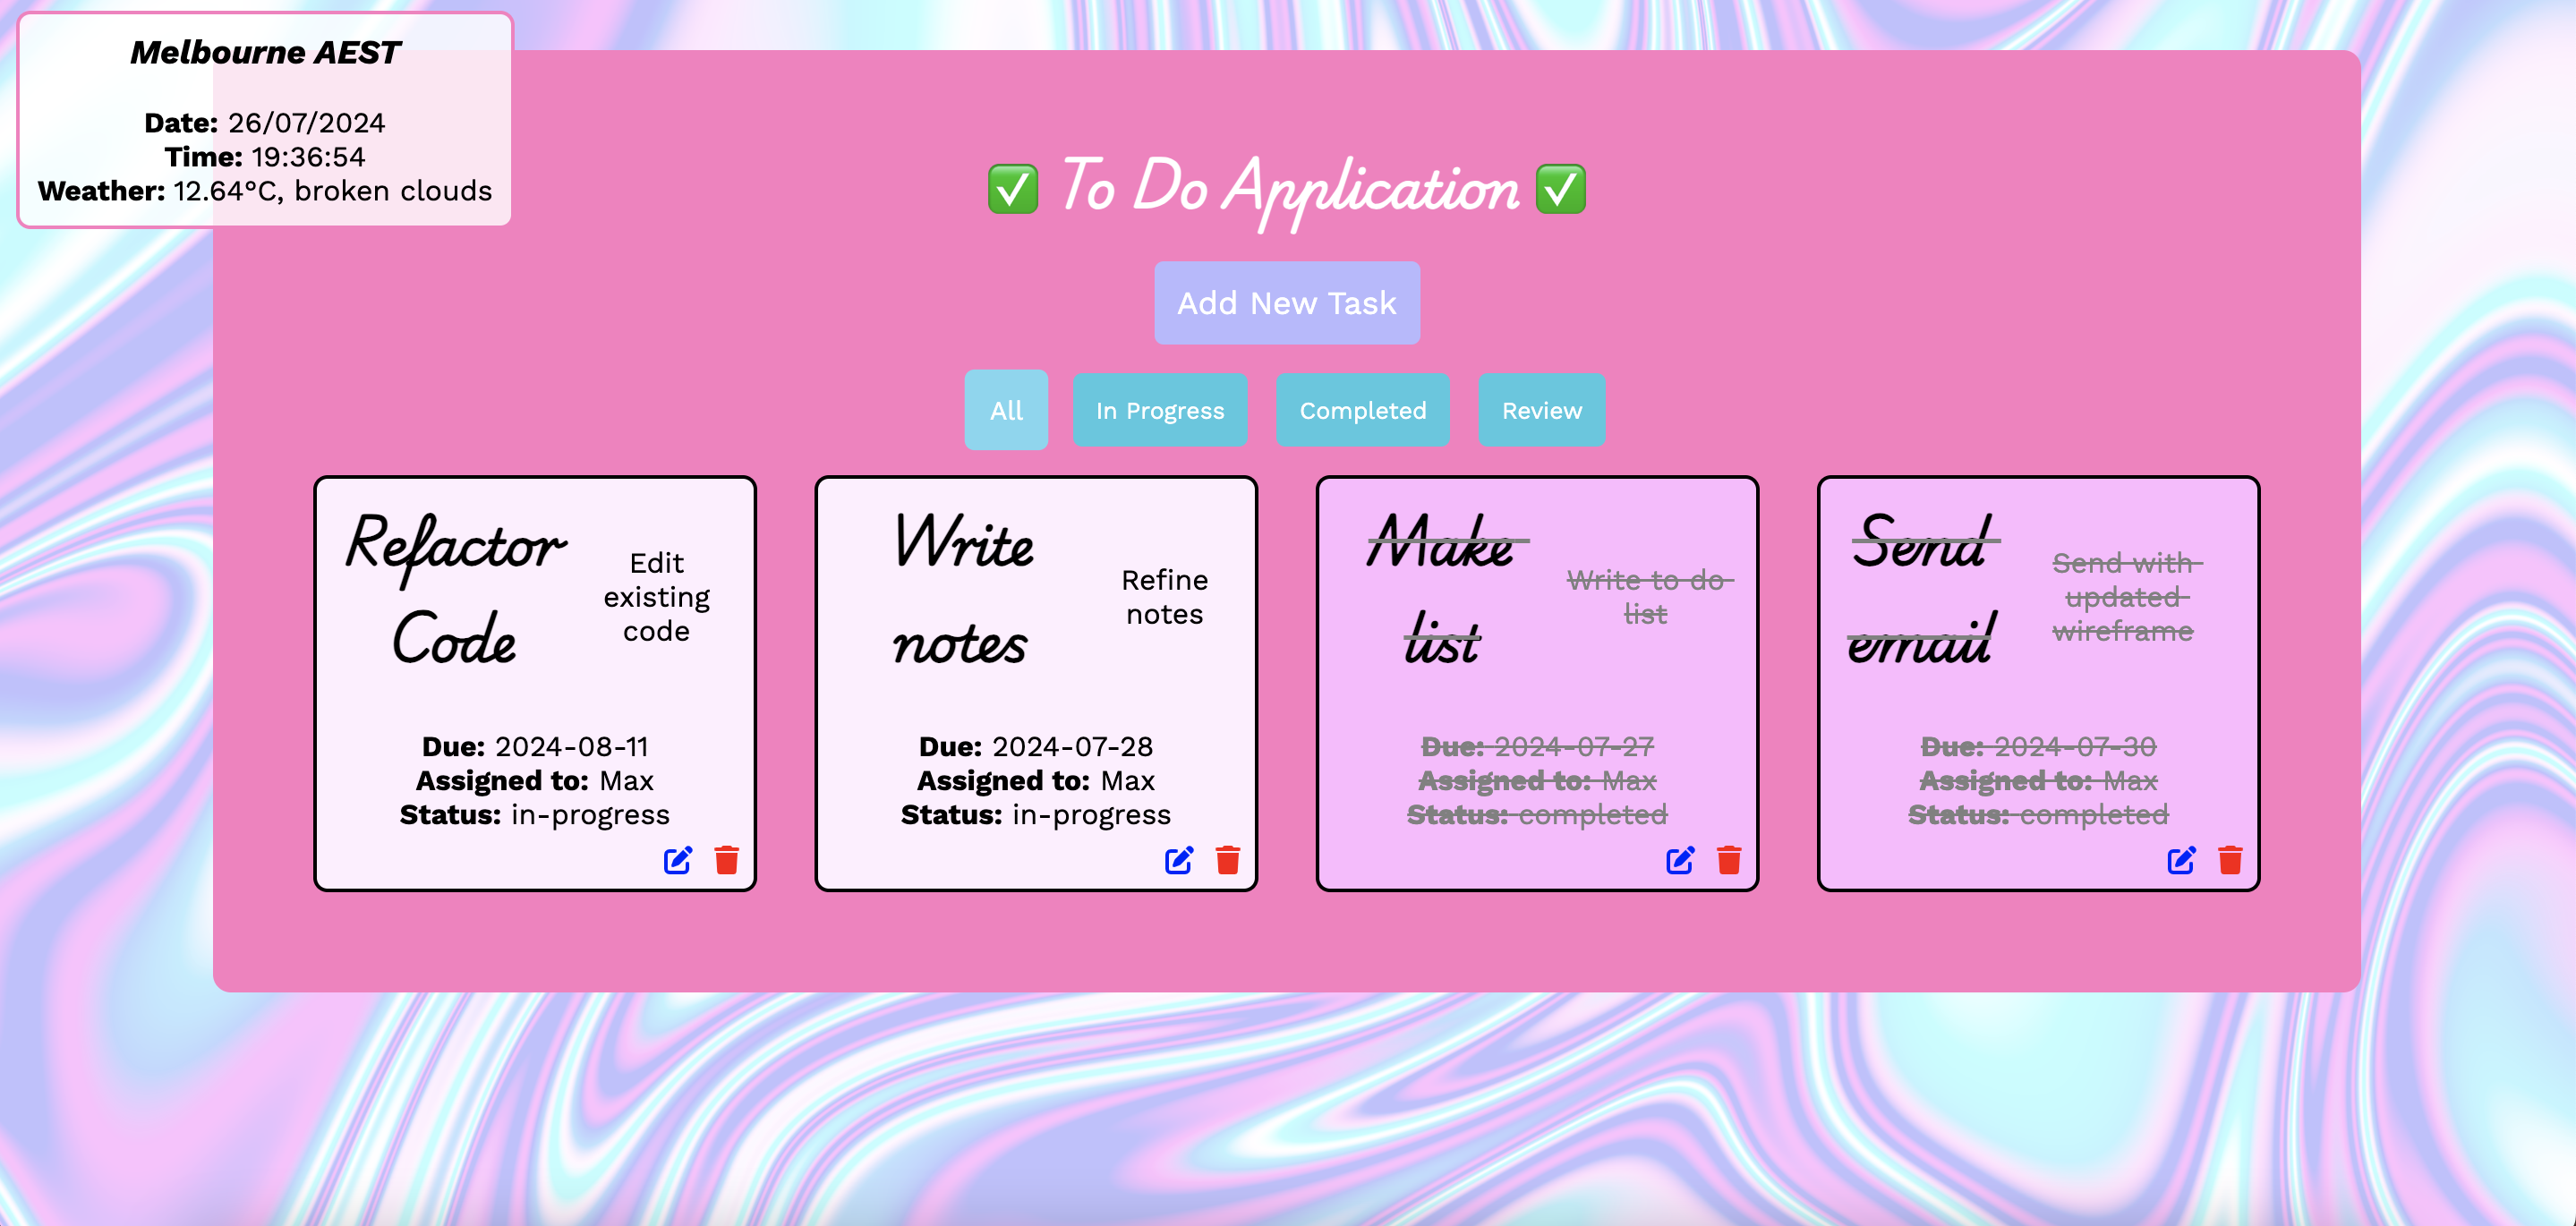 Melbourne AEST
Date: 26/07/2024
Time: 19:36:54
Weather: 12.64°C, broken clouds
✅ To Do Application ✅
Add New Task
All
In Progress
Completed
Review
Refactor
Code
Edit
existing
code
Due: 2024-08-11
Assigned to: Max
Status: in-progress
Write
notes
Refine
notes
Due: 2024-07-28
Assigned to: Max
Status: in-progress
Make
list
Write to do
list
Due: 2024-07-27
Assigned to: Max
Status: completed
Send
email
Send with
updated
wireframe
Due: 2024-07-30
Assigned to: Max
Status: completed